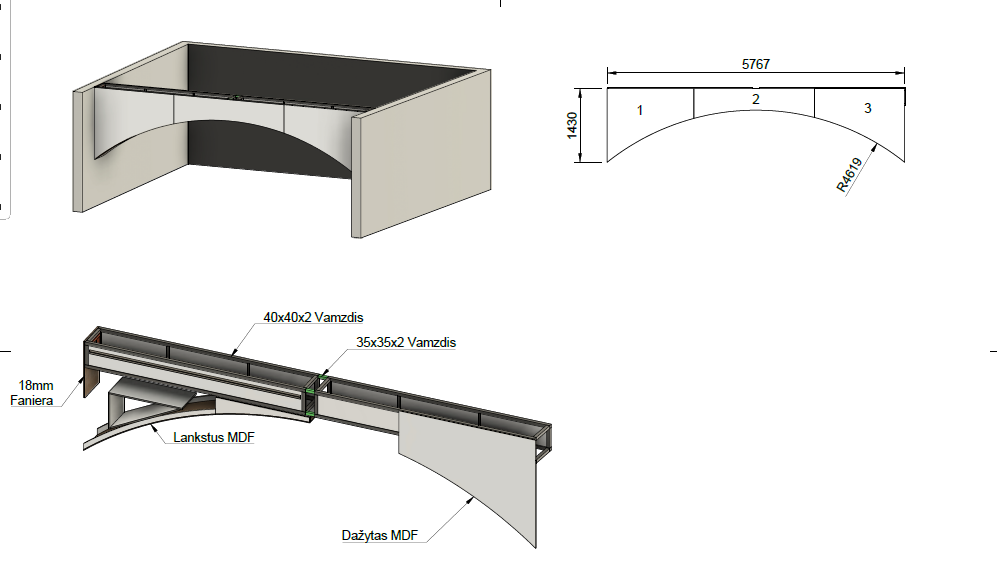 5767
1430
1
2
3
R4619
40x40x2 Vamzdis
35x35x2 Vamzdis
18mm
Faniera
Lankstus MDF
Dažytas MDF